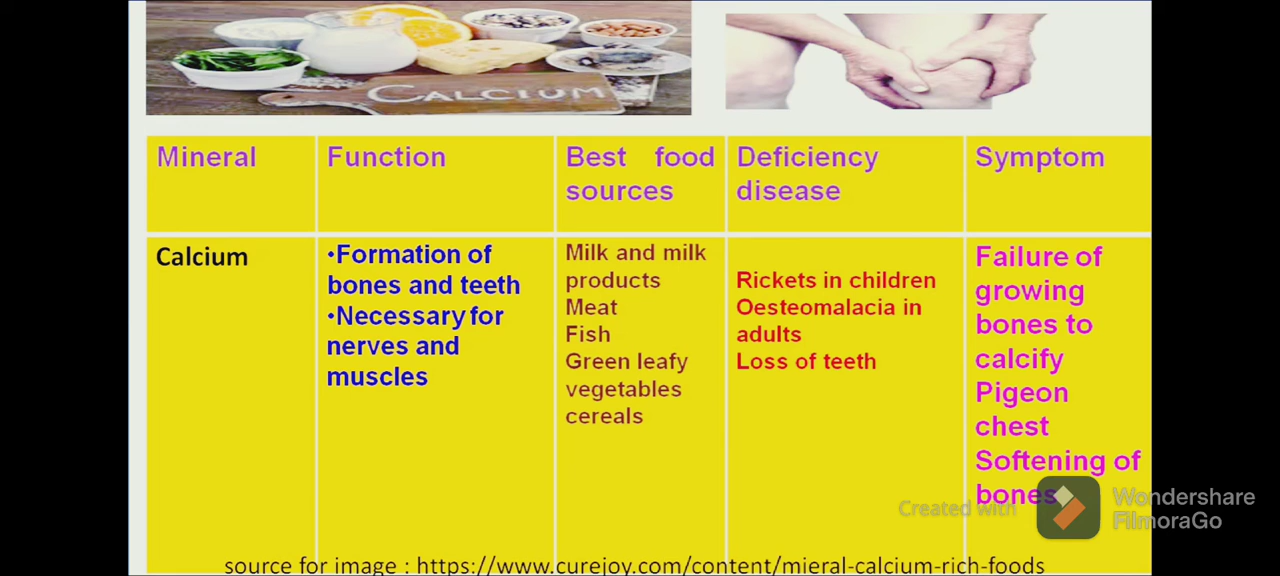 CALCIUM
Mineral
Function
Best food
sources
Deficiency
disease
Symptom
Calcium
•Formation of
bones and teeth
•Necessary for
nerves and
muscles
Milk and milk
products
Meat
Fish
Green leafy
vegetables
cereals
Rickets in children
Oesteomalacia in
adults
Loss of teeth
Failure of
growing
bones to
calcify
Pigeon
chest
Softening of
bones
Created with
Wondershare
FilmoraGo
source for image : https://www.curejoy.com/content/mieral-calcium-rich-foods